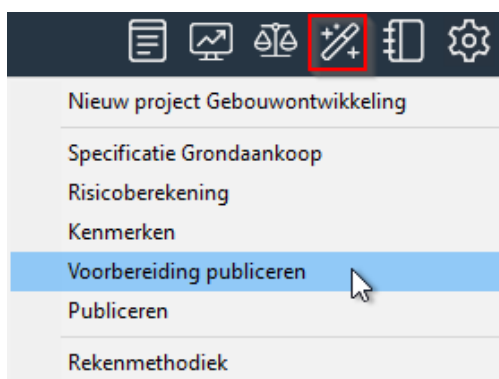 Nieuw project Gebouwontwikkeling
Specificatie Grondaankoop
Risicoberekening
Kenmerken
Voorbereiding publiceren
Publiceren
Rekenmethodiek